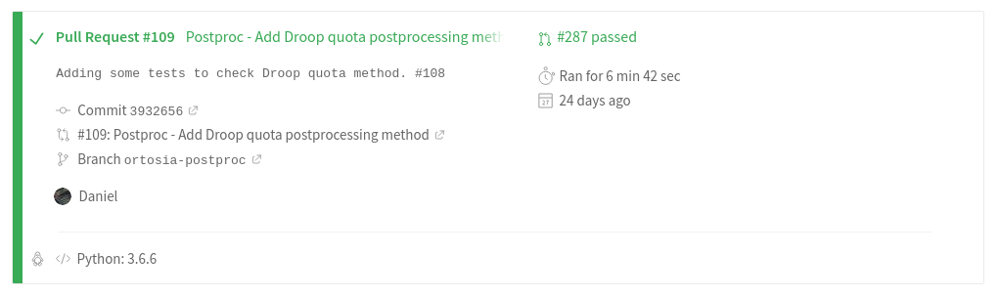 Pull Request #109 Postproc - Add Droop quota postprocessing meth
#287 passed
Adding some tests to check Droop quota method. #108
Ran for 6 min 42 sec
24 days ago
Commit 3932656
#109: Postproc - Add Droop quota postprocessing method
Branch ortosia-postproc
Daniel
Python: 3.6.6